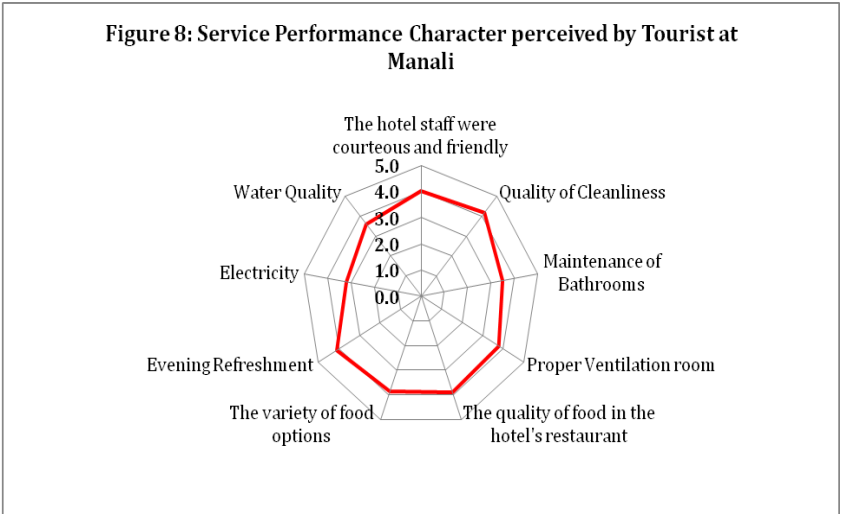 Figure 8: Service Performance Character perceived by Tourist at
Manali
The hotel staff were
courteous and friendly
5.0
4.0
3.0
2.0
1.0
0.0
Quality of Cleanliness
Maintenance of
Bathrooms
Proper Ventilation room
The quality of food in the
hotel's restaurant
The variety of food
options
Evening Refreshment
Electricity
Water Quality